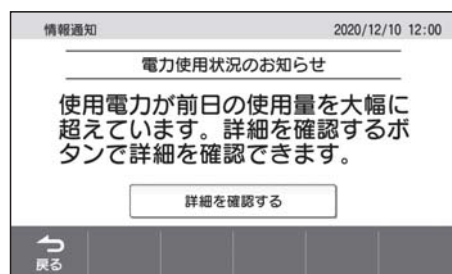 情報通知 2020/12/10 12:00
電力使用状況のお知らせ
使用電力が前日の使用量を大幅に
超えています。詳細を確認するボ
タンで詳細を確認できます。
詳細を確認する
戻る